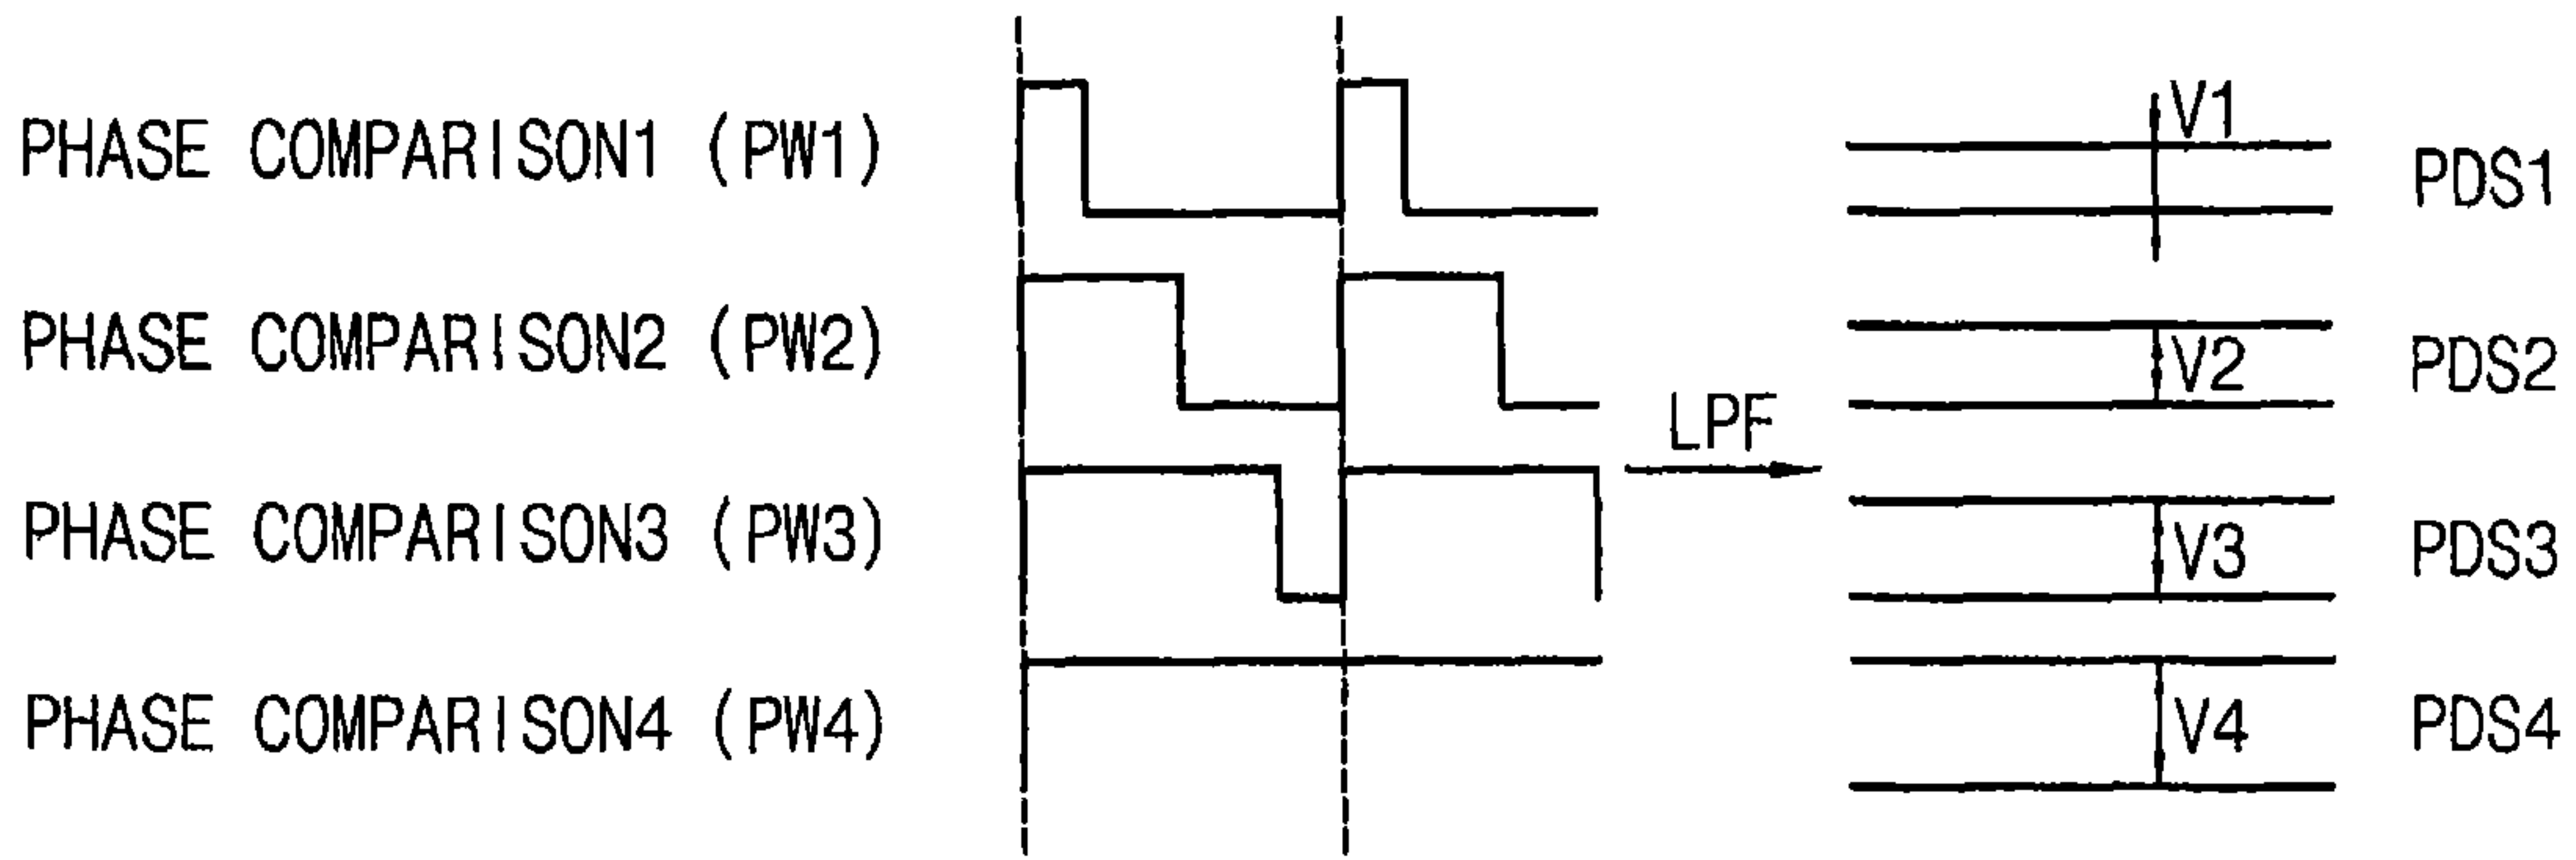 PHASE COMPARISON1 (PW1) V1 PDS1
PHASE COMPARISON2 (PW2) V2 PDS2
LPF
PHASE COMPARISON3 (PW3) V3 PDS3
PHASE COMPARISON4 (PW4) V4 PDS4